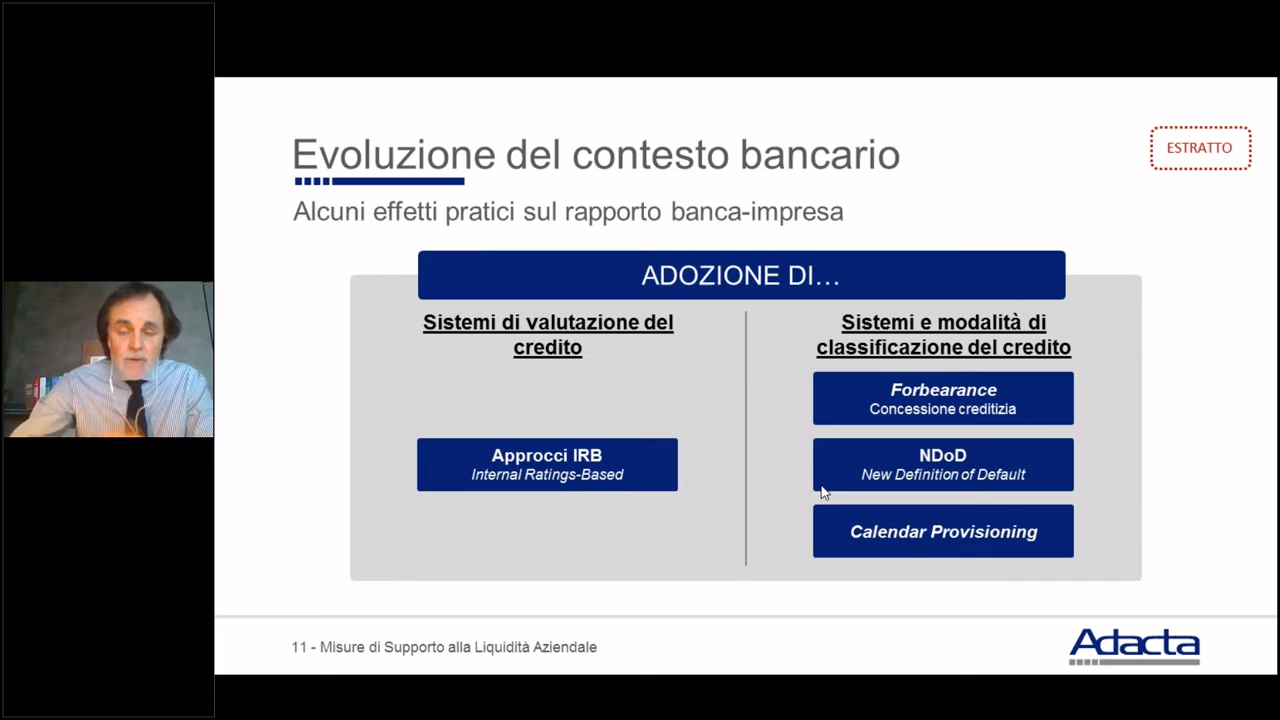 Evoluzione del contesto bancario
ESTRATTO
Alcuni effetti pratici sul rapporto banca-impresa
ADOZIONE DI…
Sistemi di valutazione del
credito
Approcci IRB
Internal Ratings-Based
Sistemi e modalità di
classificazione del credito
Forbearance
Concessione creditizia
NDoD
New Definition of Default
Calendar Provisioning
11 - Misure di Supporto alla Liquidità Aziendale
Adacta